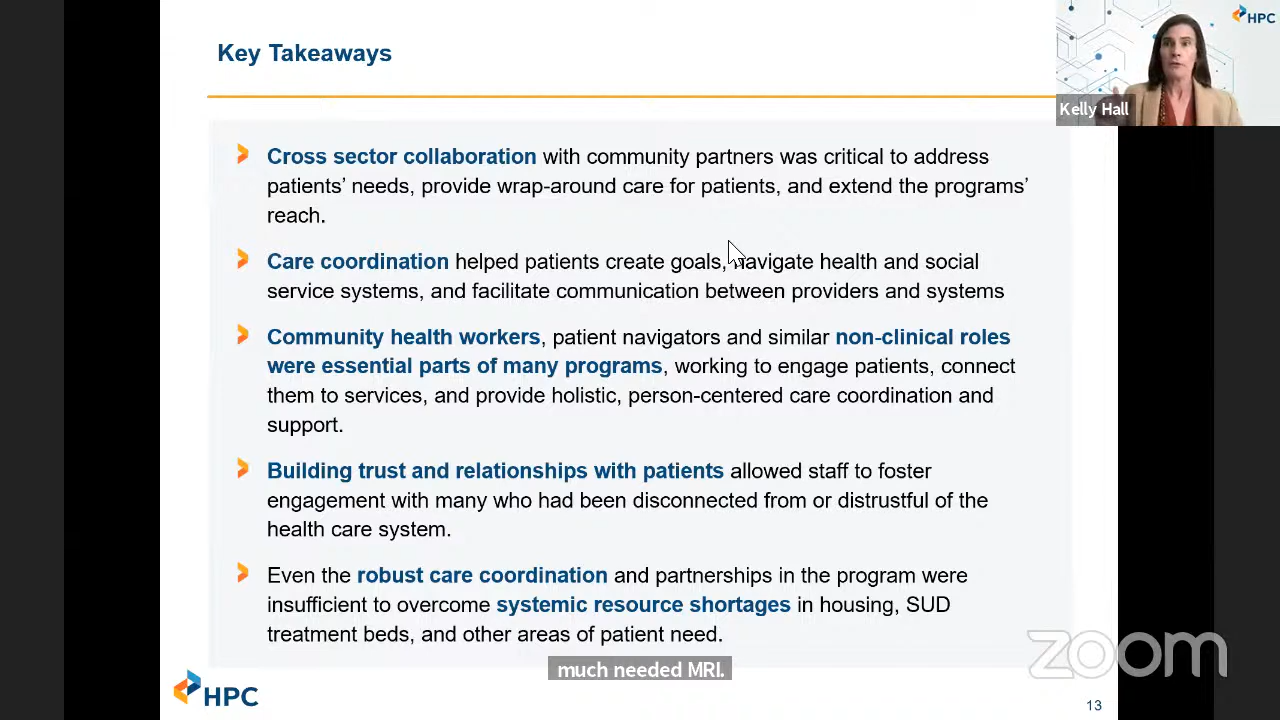 Key Takeaways
HPC
Kelly Hall
Cross sector collaboration with community partners was critical to address
patients' needs, provide wrap-around care for patients, and extend the programs'
reach.
Care coordination helped patients create goals, navigate health and social
service systems, and facilitate communication between providers and systems
Community health workers, patient navigators and similar non-clinical roles
were essential parts of many programs, working to engage patients, connect
them to services, and provide holistic, person-centered care coordination and
support.
Building trust and relationships with patients allowed staff to foster
engagement with many who had been disconnected from or distrustful of the
health care system.
Even the robust care coordination and partnerships in the program were
insufficient to overcome systemic resource shortages in housing, SUD
treatment beds, and other areas of patient need.
zoom
much needed MRI.
HPC
13